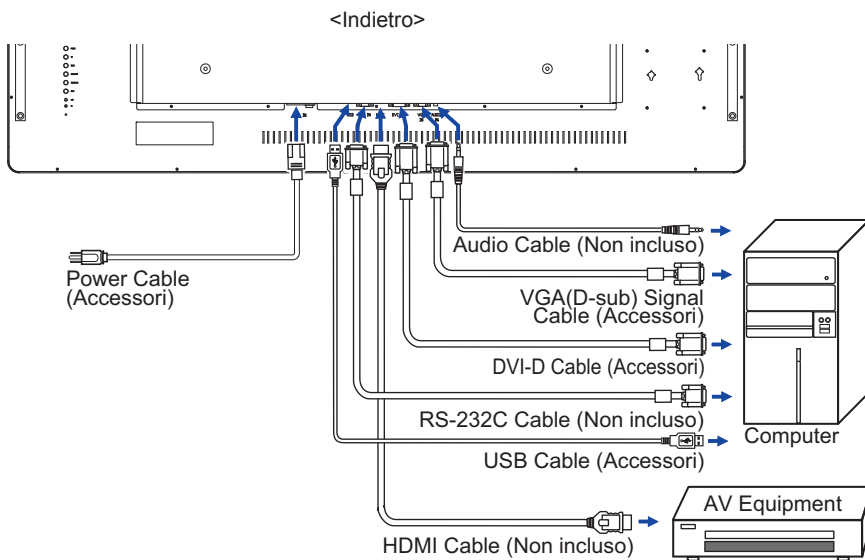 <Indietro>
Power Cable
(Accessori)
Audio Cable (Non incluso)
VGA(D-sub) Signal
Cable (Accessori)
DVI-D Cable (Accessori)
RS-232C Cable (Non incluso)
USB Cable (Accessori)
HDMI Cable (Non incluso)
Computer
AV Equipment